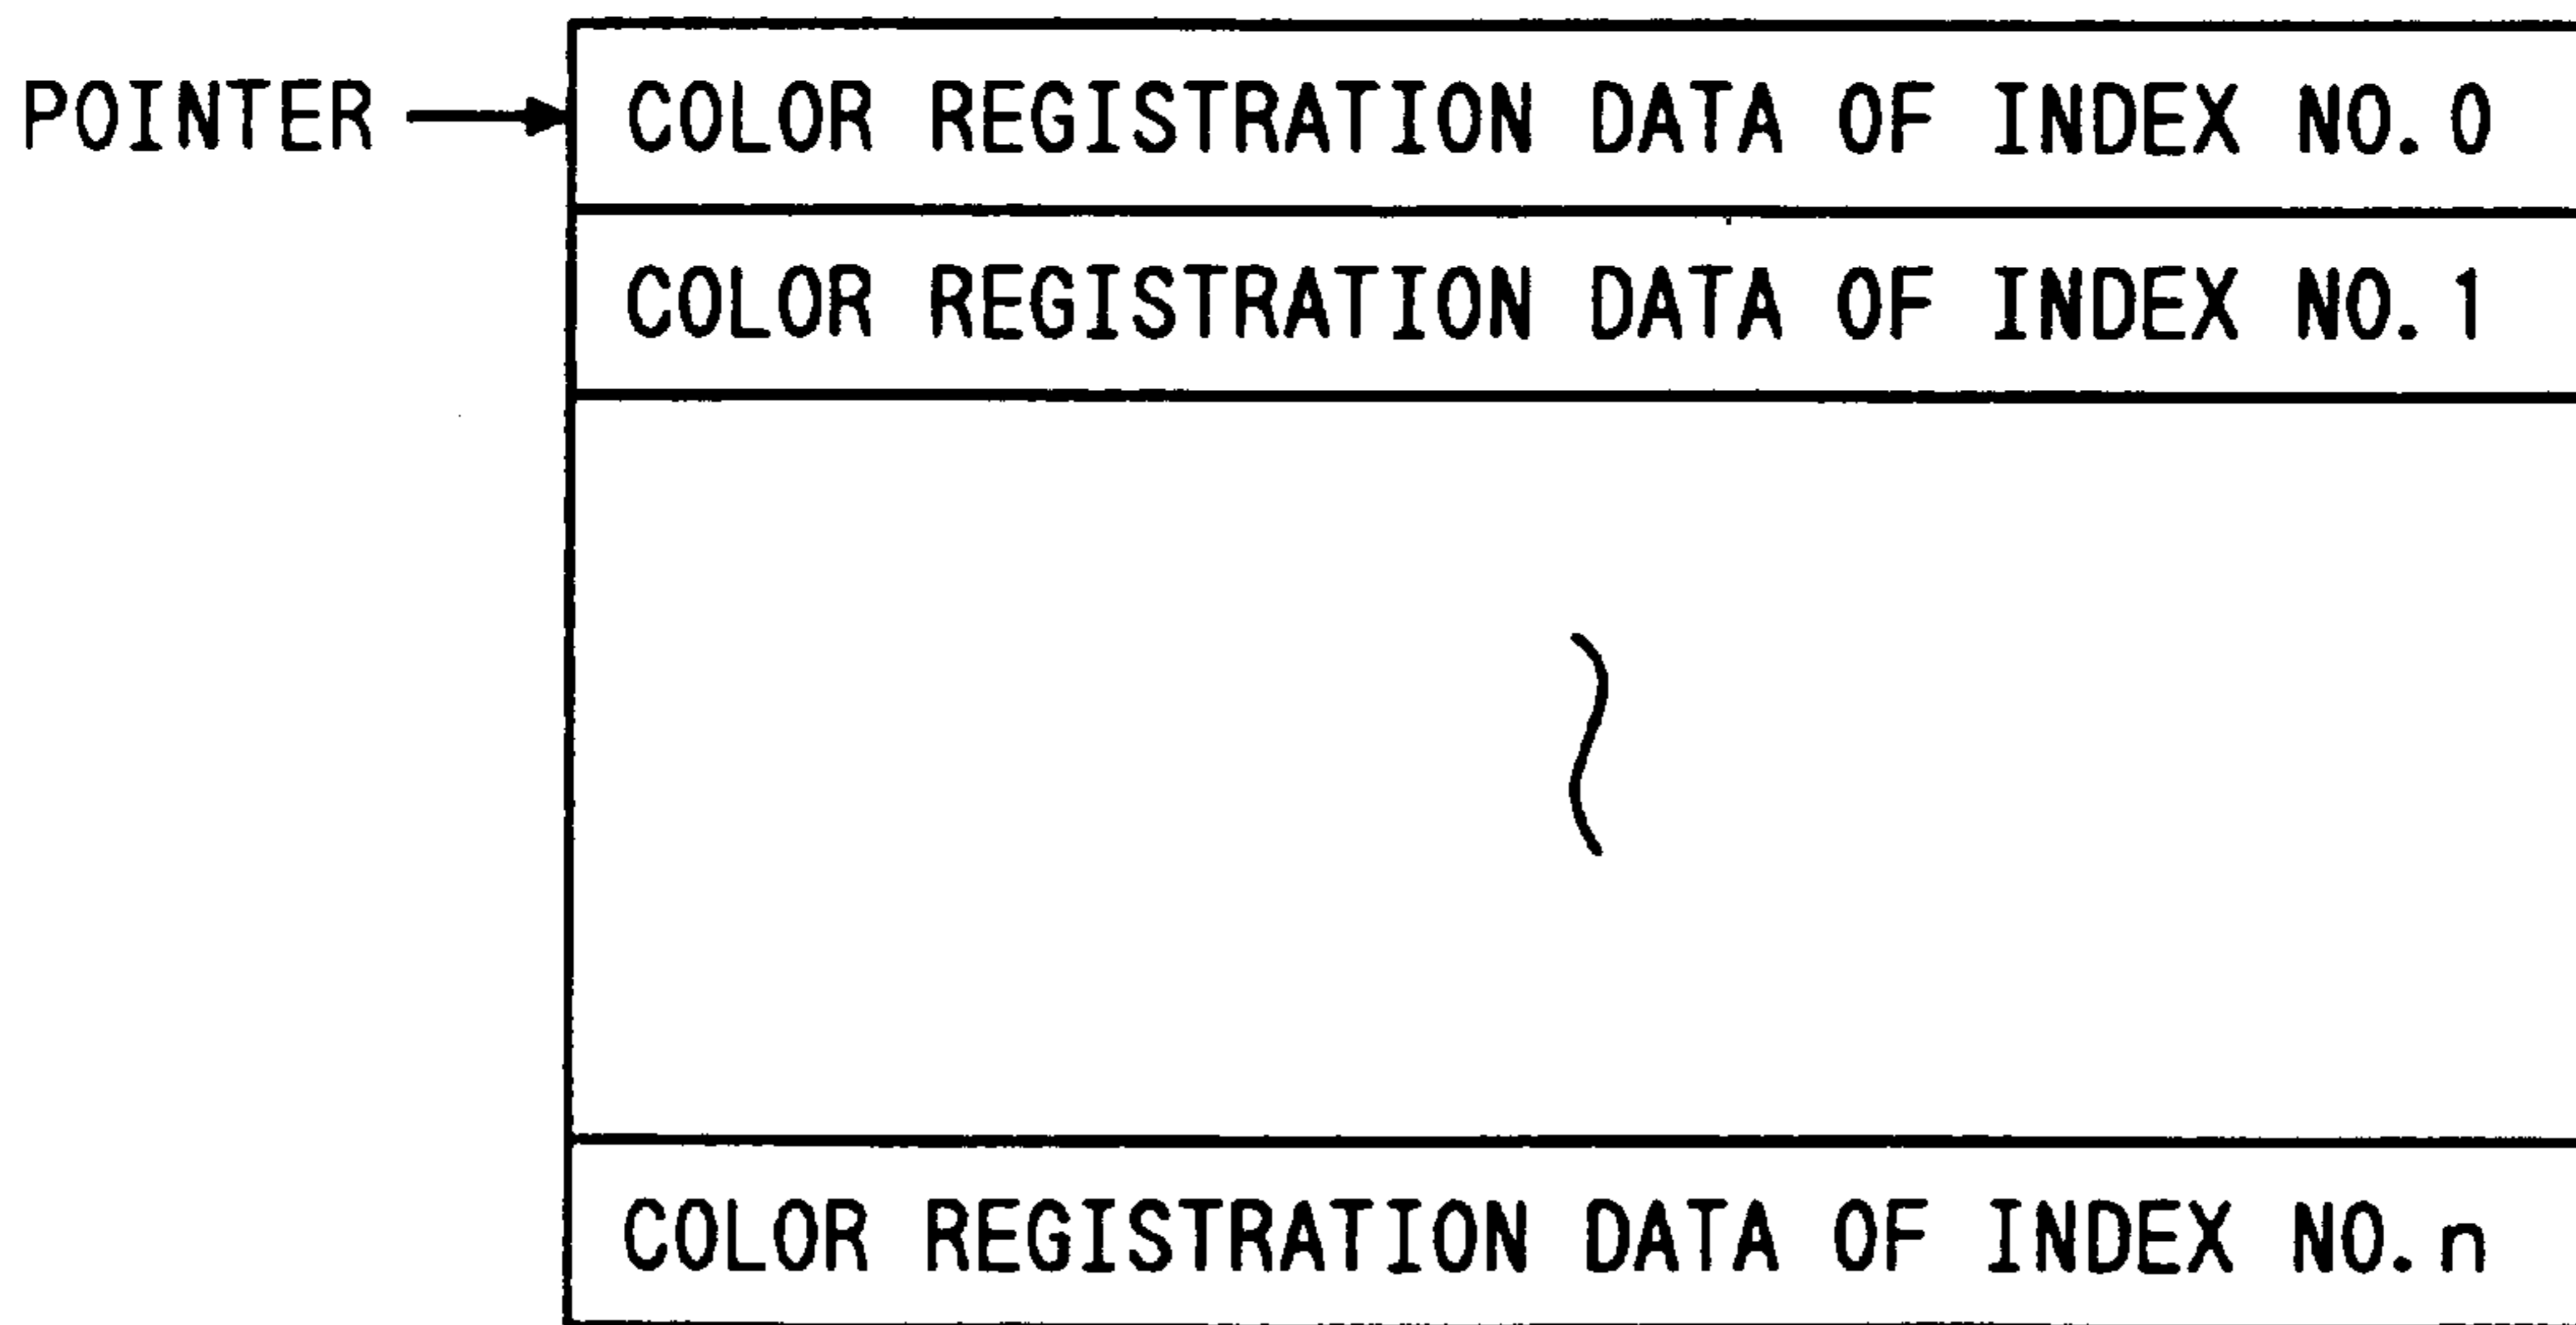 POINTER COLOR REGISTRATION DATA OF INDEX NO. 0
COLOR REGISTRATION DATA OF INDEX NO. 1
COLOR REGISTRATION DATA OF INDEX NO. n